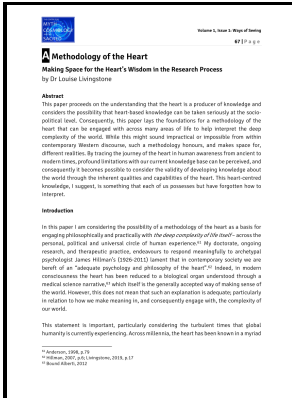 MYTH
COSMOLOGY
SACRED
Volume 1, Issue 1: Ways of Seeing
67 | P a g e
A Methodology of the Heart
Making Space for the Heart's Wisdom in the Research Process
by Dr Louise Livingstone
Abstract
This paper proceeds on the understanding that the heart is a producer of knowledge and
considers the possibility that heart-based knowledge can be taken seriously at the socio-
political level. Consequently, this paper lays the foundations for a methodology of the
heart that can be engaged with across many areas of life to help interpret the deep
complexity of the world. While this might sound impractical or impossible from within
contemporary Western discourse, such a methodology honours, and makes space for,
different realities. By tracing the journey of the heart in human awareness from ancient to
modern times, profound limitations with our current knowledge base can be perceived, and
consequently it becomes possible to consider the validity of developing knowledge about
the world through the inherent qualities and capabilities of the heart. This heart-centred
knowledge, I suggest, is something that each of us possesses but have forgotten how to
interpret.
Introduction
In this paper I am considering the possibility of a methodology of the heart as a basis for
engaging philosophically and practically with the deep complexity of life itself – across the
personal, political and universal circle of human experience. My doctorate, ongoing
research, and therapeutic practice, endeavours to respond meaningfully to archetypal
psychologist James Hillman's (1926-2011) lament that in contemporary society we are
bereft of an "adequate psychology and philosophy of the heart". Indeed, in modern
consciousness the heart has been reduced to a biological organ understood through a
medical science narrative, which itself is the generally accepted way of making sense of
the world. However, this does not mean that such an explanation is adequate; particularly
in relation to how we make meaning in, and consequently engage with, the complexity of
our world.
This statement is important, particularly considering the turbulent times that global
humanity is currently experiencing. Across millennia, the heart has been known in a myriad
Anderson, 1998, p.79
Hillman, 2007, p.6; Livingstone, 2019, p.17
Bound Alberti, 2012